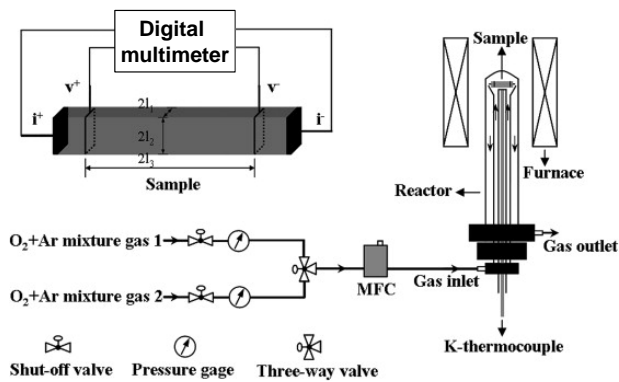 Digital
multimeter
v+
v-
i+
i-
2l1
2l2
2l3
Sample
Sample
Furnace
Reactor
Gas outlet
O2+Ar mixture gas 1
O2+Ar mixture gas 2
MFC
Gas inlet
K-thermocouple
Shut-off valve
Pressure gage
Three-way valve